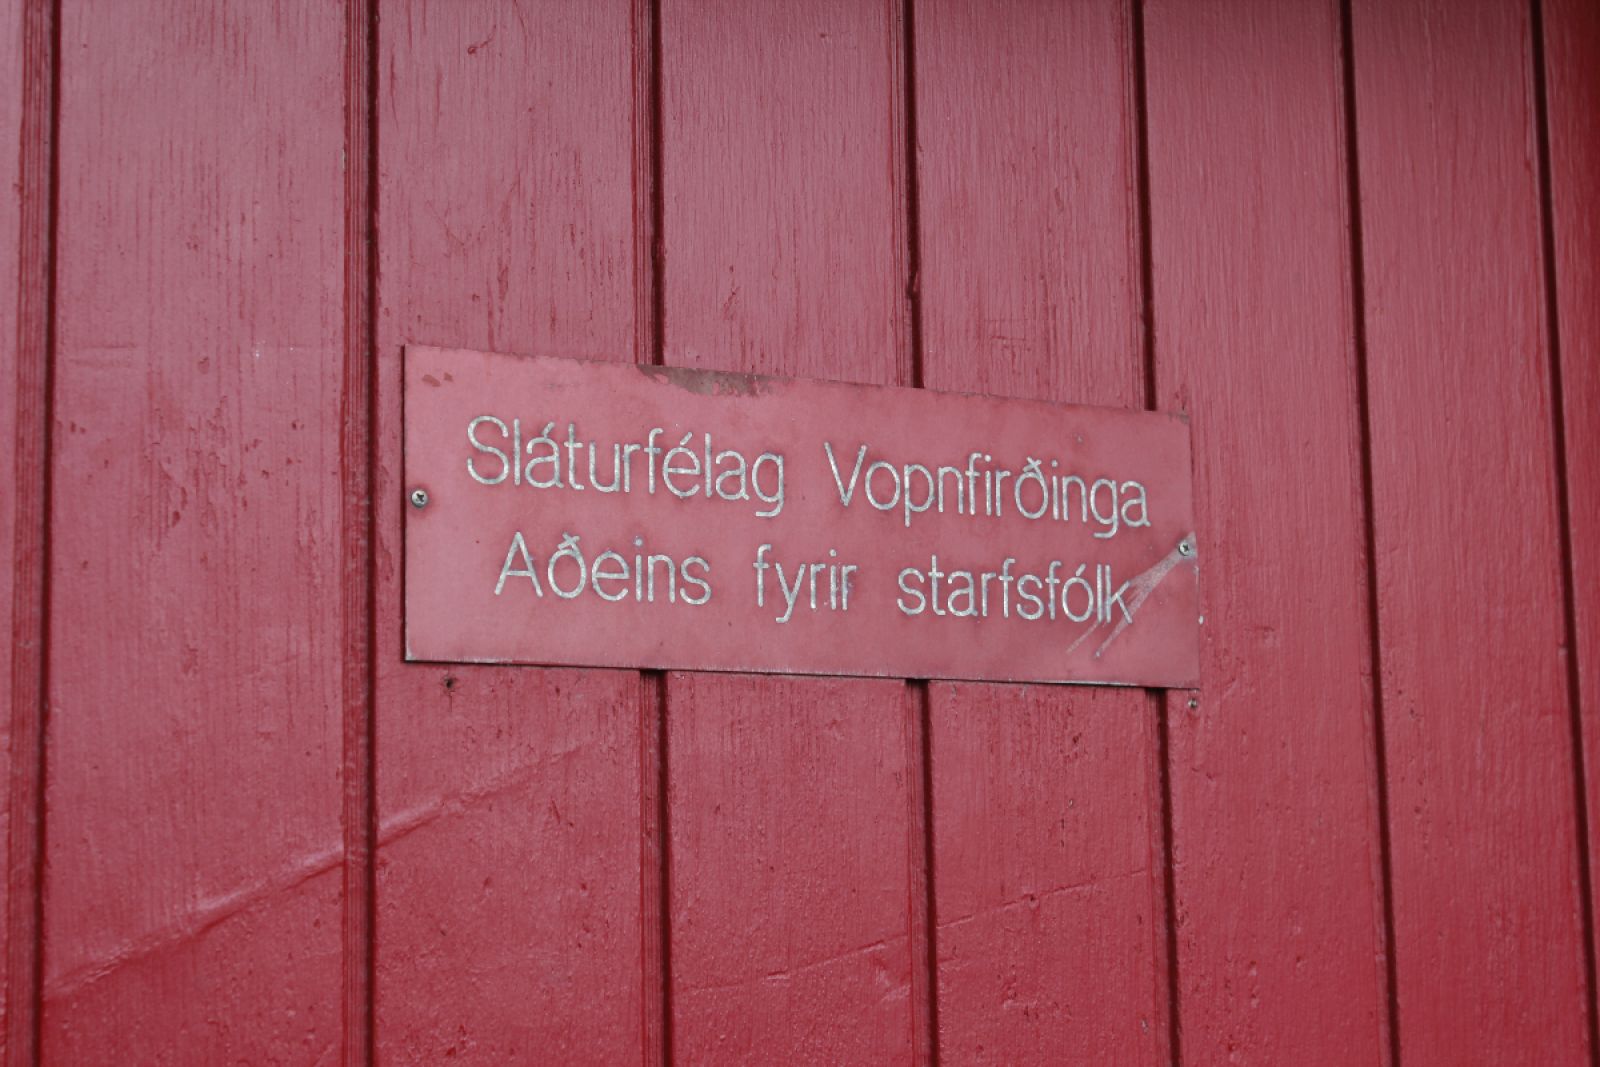 Sláturfélag Vopnfirðinga
Aðeins fyrir starfsfólk